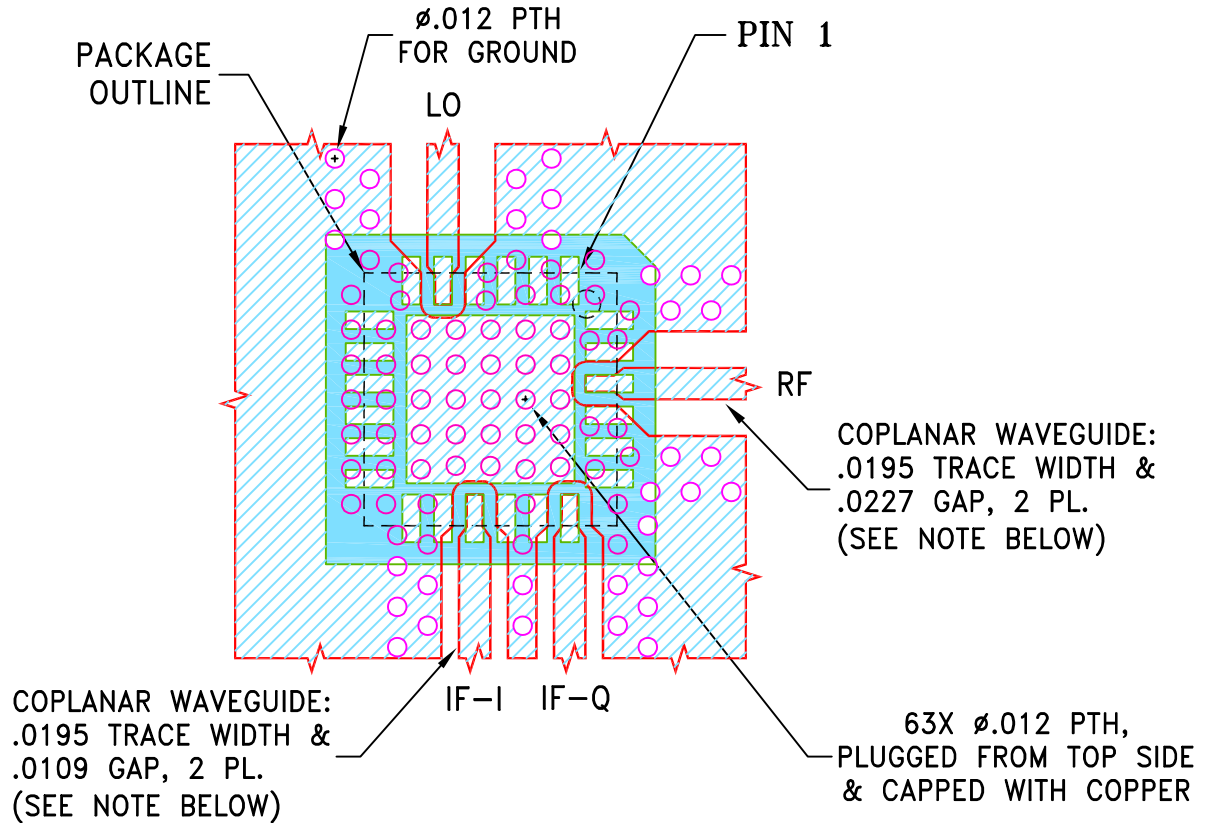 ø.012 PTH
FOR GROUND
PIN 1
PACKAGE
OUTLINE
LO
RF
COPLANAR WAVEGUIDE:
.0195 TRACE WIDTH &
.0227 GAP, 2 PL.
(SEE NOTE BELOW)
IF-I
IF-Q
COPLANAR WAVEGUIDE:
.0195 TRACE WIDTH &
.0109 GAP, 2 PL.
(SEE NOTE BELOW)
63X ø.012 PTH,
PLUGGED FROM TOP SIDE
& CAPPED WITH COPPER